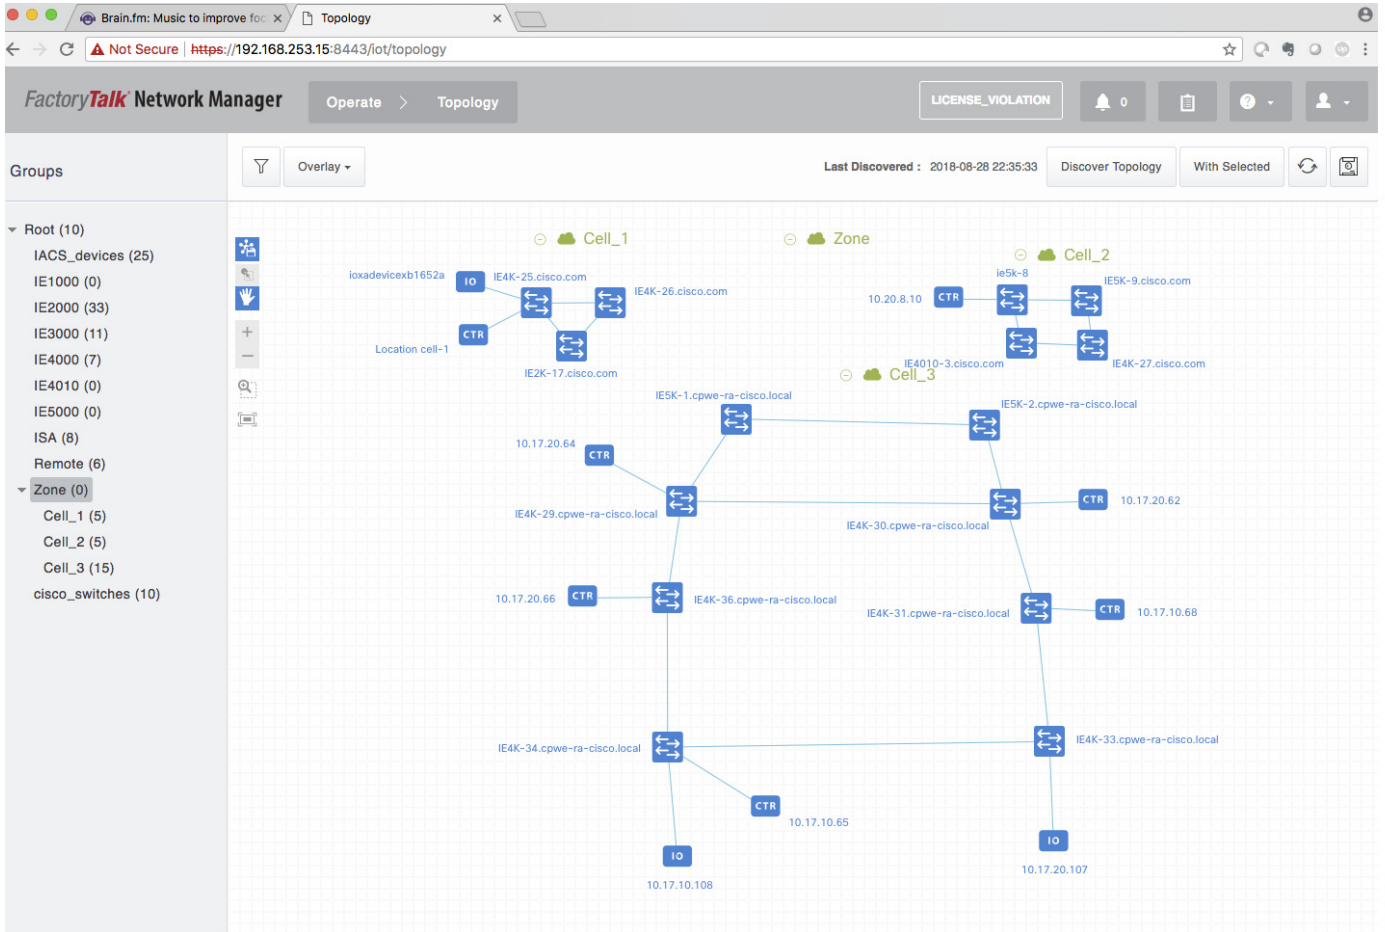 Brain.fm: Music to improve foc
Topology
Not Secure | https://192.168.253.15:8443/iot/topology
FactoryTalk Network Manager
Operate > Topology
LICENSE_VIOLATION
0
?
Groups
Overlay
Last Discovered : 2018-08-28 22:35:33
Discover Topology
With Selected
Root (10)
IACS_devices (25)
IE1000 (0)
IE2000 (33)
IE3000 (11)
IE4000 (7)
IE4010 (0)
IE5000 (0)
ISA (8)
Remote (6)
Zone (0)
Cell_1 (5)
Cell_2 (5)
Cell_3 (15)
cisco_switches (10)
Cell_1
Zone
Cell_2
ioxadevicexb1652a
IO
IE4K-25.cisco.com
IE4K-26.cisco.com
CTR
Location cell-1
IE2K-17.cisco.com
ie5k-8
IE5K-9.cisco.com
10.20.8.10
CTR
IE4010-3.cisco.com
IE4K-27.cisco.com
Cell_3
IE5K-1.cpwe-ra-cisco.local
IE5K-2.cpwe-ra-cisco.local
10.17.20.64
CTR
IE4K-29.cpwe-ra-cisco.local
IE4K-30.cpwe-ra-cisco.local
CTR
10.17.20.62
10.17.20.66
CTR
IE4K-36.cpwe-ra-cisco.local
IE4K-31.cpwe-ra-cisco.local
CTR
10.17.10.68
IE4K-34.cpwe-ra-cisco.local
IE4K-33.cpwe-ra-cisco.local
CTR
10.17.10.65
IO
10.17.10.108
IO
10.17.20.107